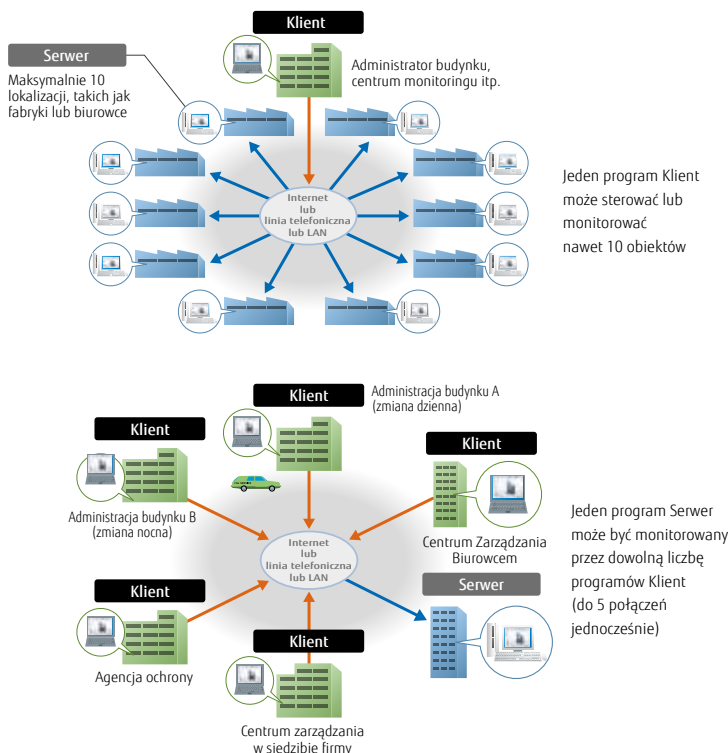 Klient
Serwer
Administrator budynku,
centrum monitoringu itp.
Maksymalnie 10
lokalizacji, takich jak
fabryki lub biurowce
Internet
lub
linia telefoniczna
lub LAN
Jeden program Klient
może sterować lub
monitorować
nawet 10 obiektów
Klient
Administracja budynku A
(zmiana dzienna)
Klient
Klient
Administracja budynku B
(zmiana nocna)
Internet
lub
linia telefoniczna
lub LAN
Centrum Zarządzania
Biurowcem
Jeden program Serwer
może być monitorowany
przez dowolną liczbę
programów Klient
(do 5 połączeń
jednocześnie)
Klient
Serwer
Agencja ochrony
Klient
Centrum zarządzania
w siedzibie firmy